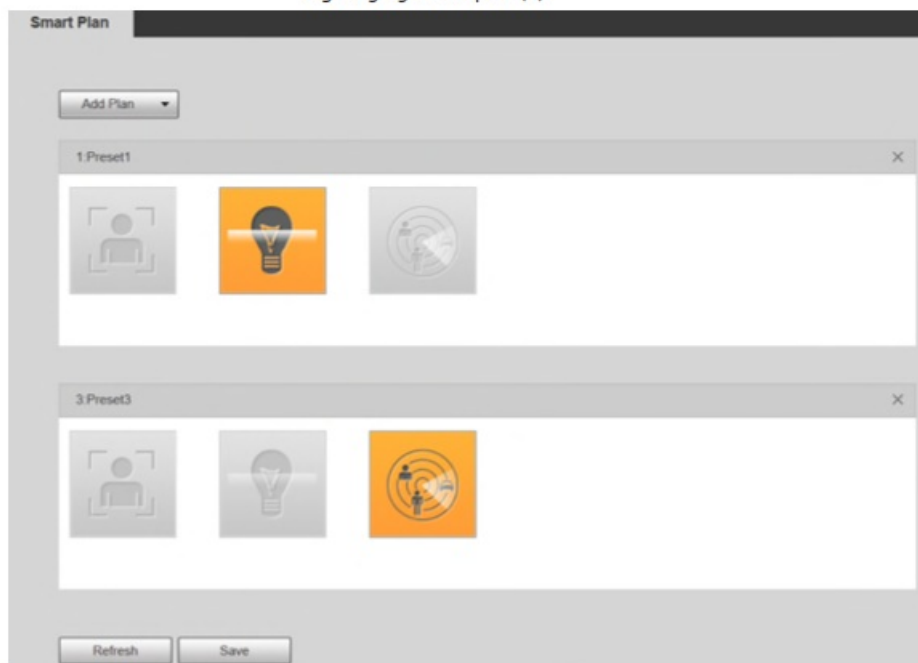 Smart Plan
Add Plan
1:Preset1
3:Preset3
Refresh
Save